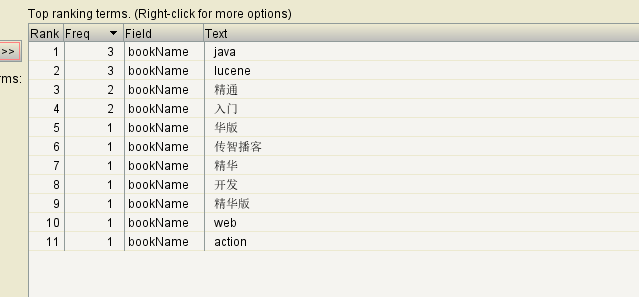 Top ranking terms. (Right-click for more options)
Rank Freq Field Text
>>
1 3 bookName java
rms:
2 3 bookName lucene
3 2 bookName 精通
4 2 bookName 入门
5 1 bookName 华版
6 1 bookName 传智播客
7 1 bookName 精华
8 1 bookName 开发
9 1 bookName 精华版
10 1 bookName web
11 1 bookName action